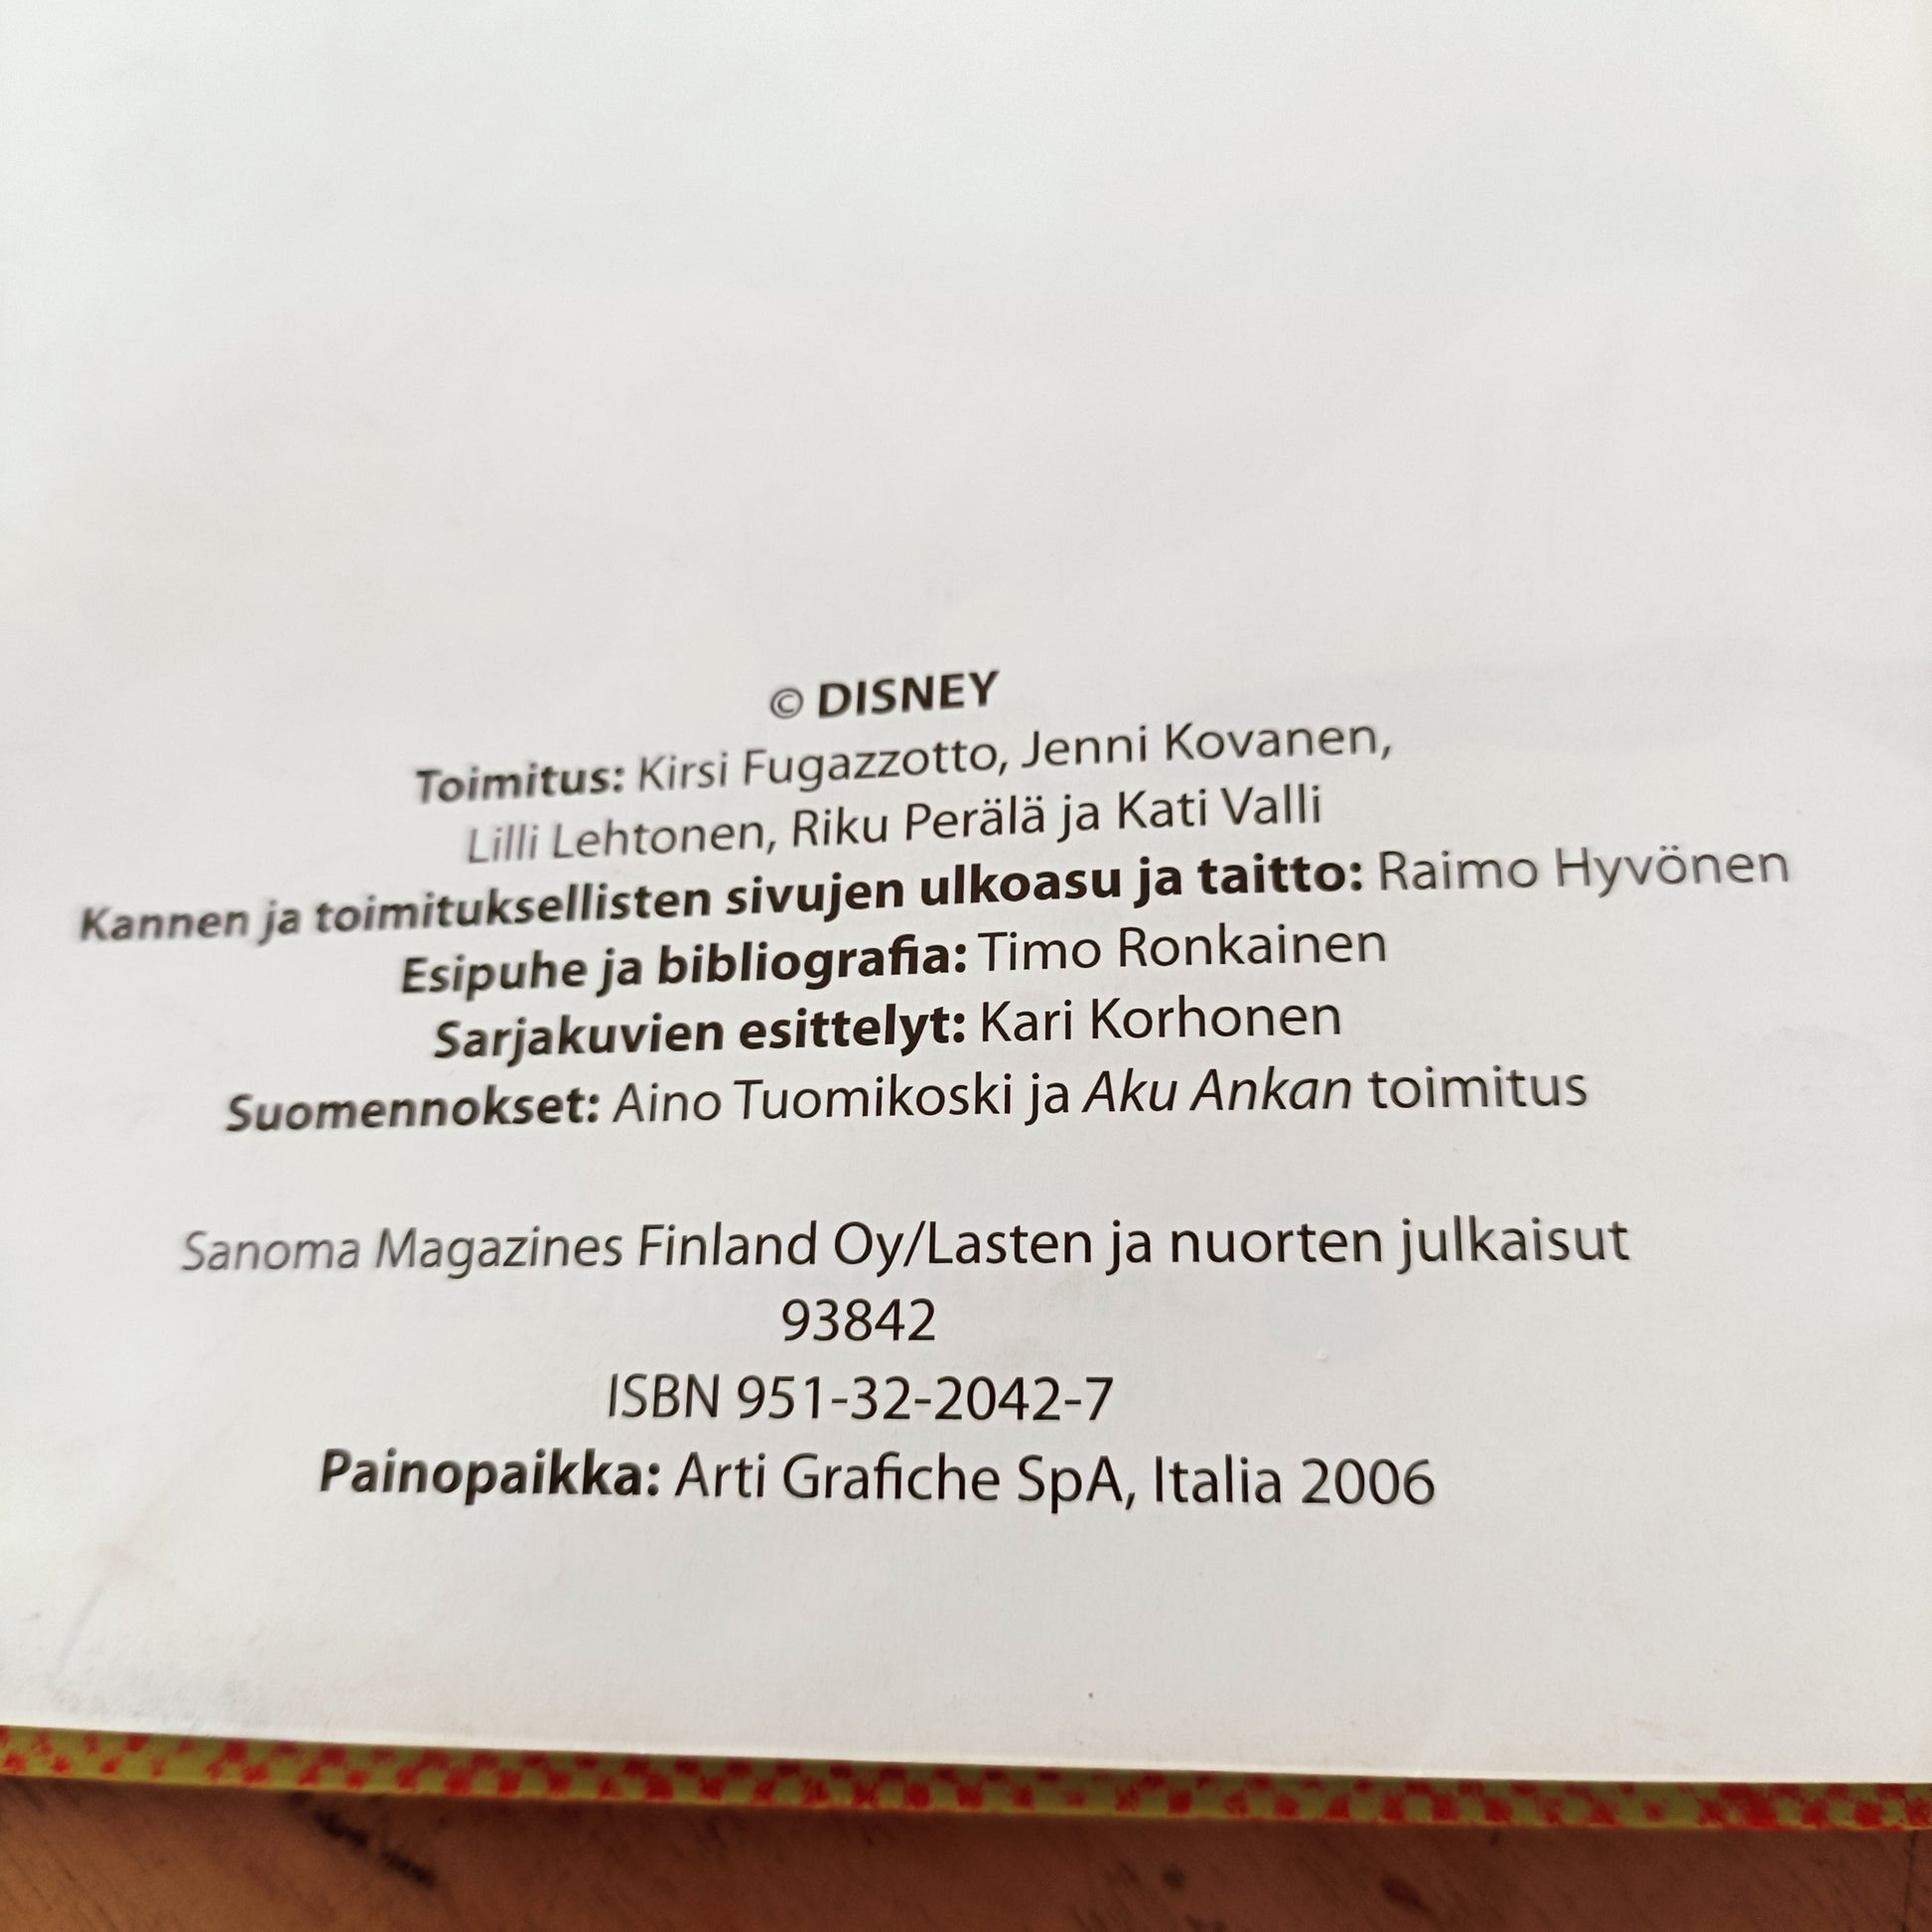 © DISNEY
Toimitus: Kirsi Fugazzotto, Jenni Kovanen,
Lilli Lehtonen, Riku Perälä ja Kati Valli
Kannen ja toimituksellisten sivujen ulkoasu ja taitto: Raimo Hyvönen
Esipuhe ja bibliografia: Timo Ronkainen
Sarjakuvien esittelyt: Kari Korhonen
Suomennokset: Aino Tuomikoski ja Aku Ankan toimitus
Sanoma Magazines Finland Oy/Lasten ja nuorten julkaisut
93842
ISBN 951-32-2042-7
Painopaikka: Arti Grafiche SpA, Italia 2006